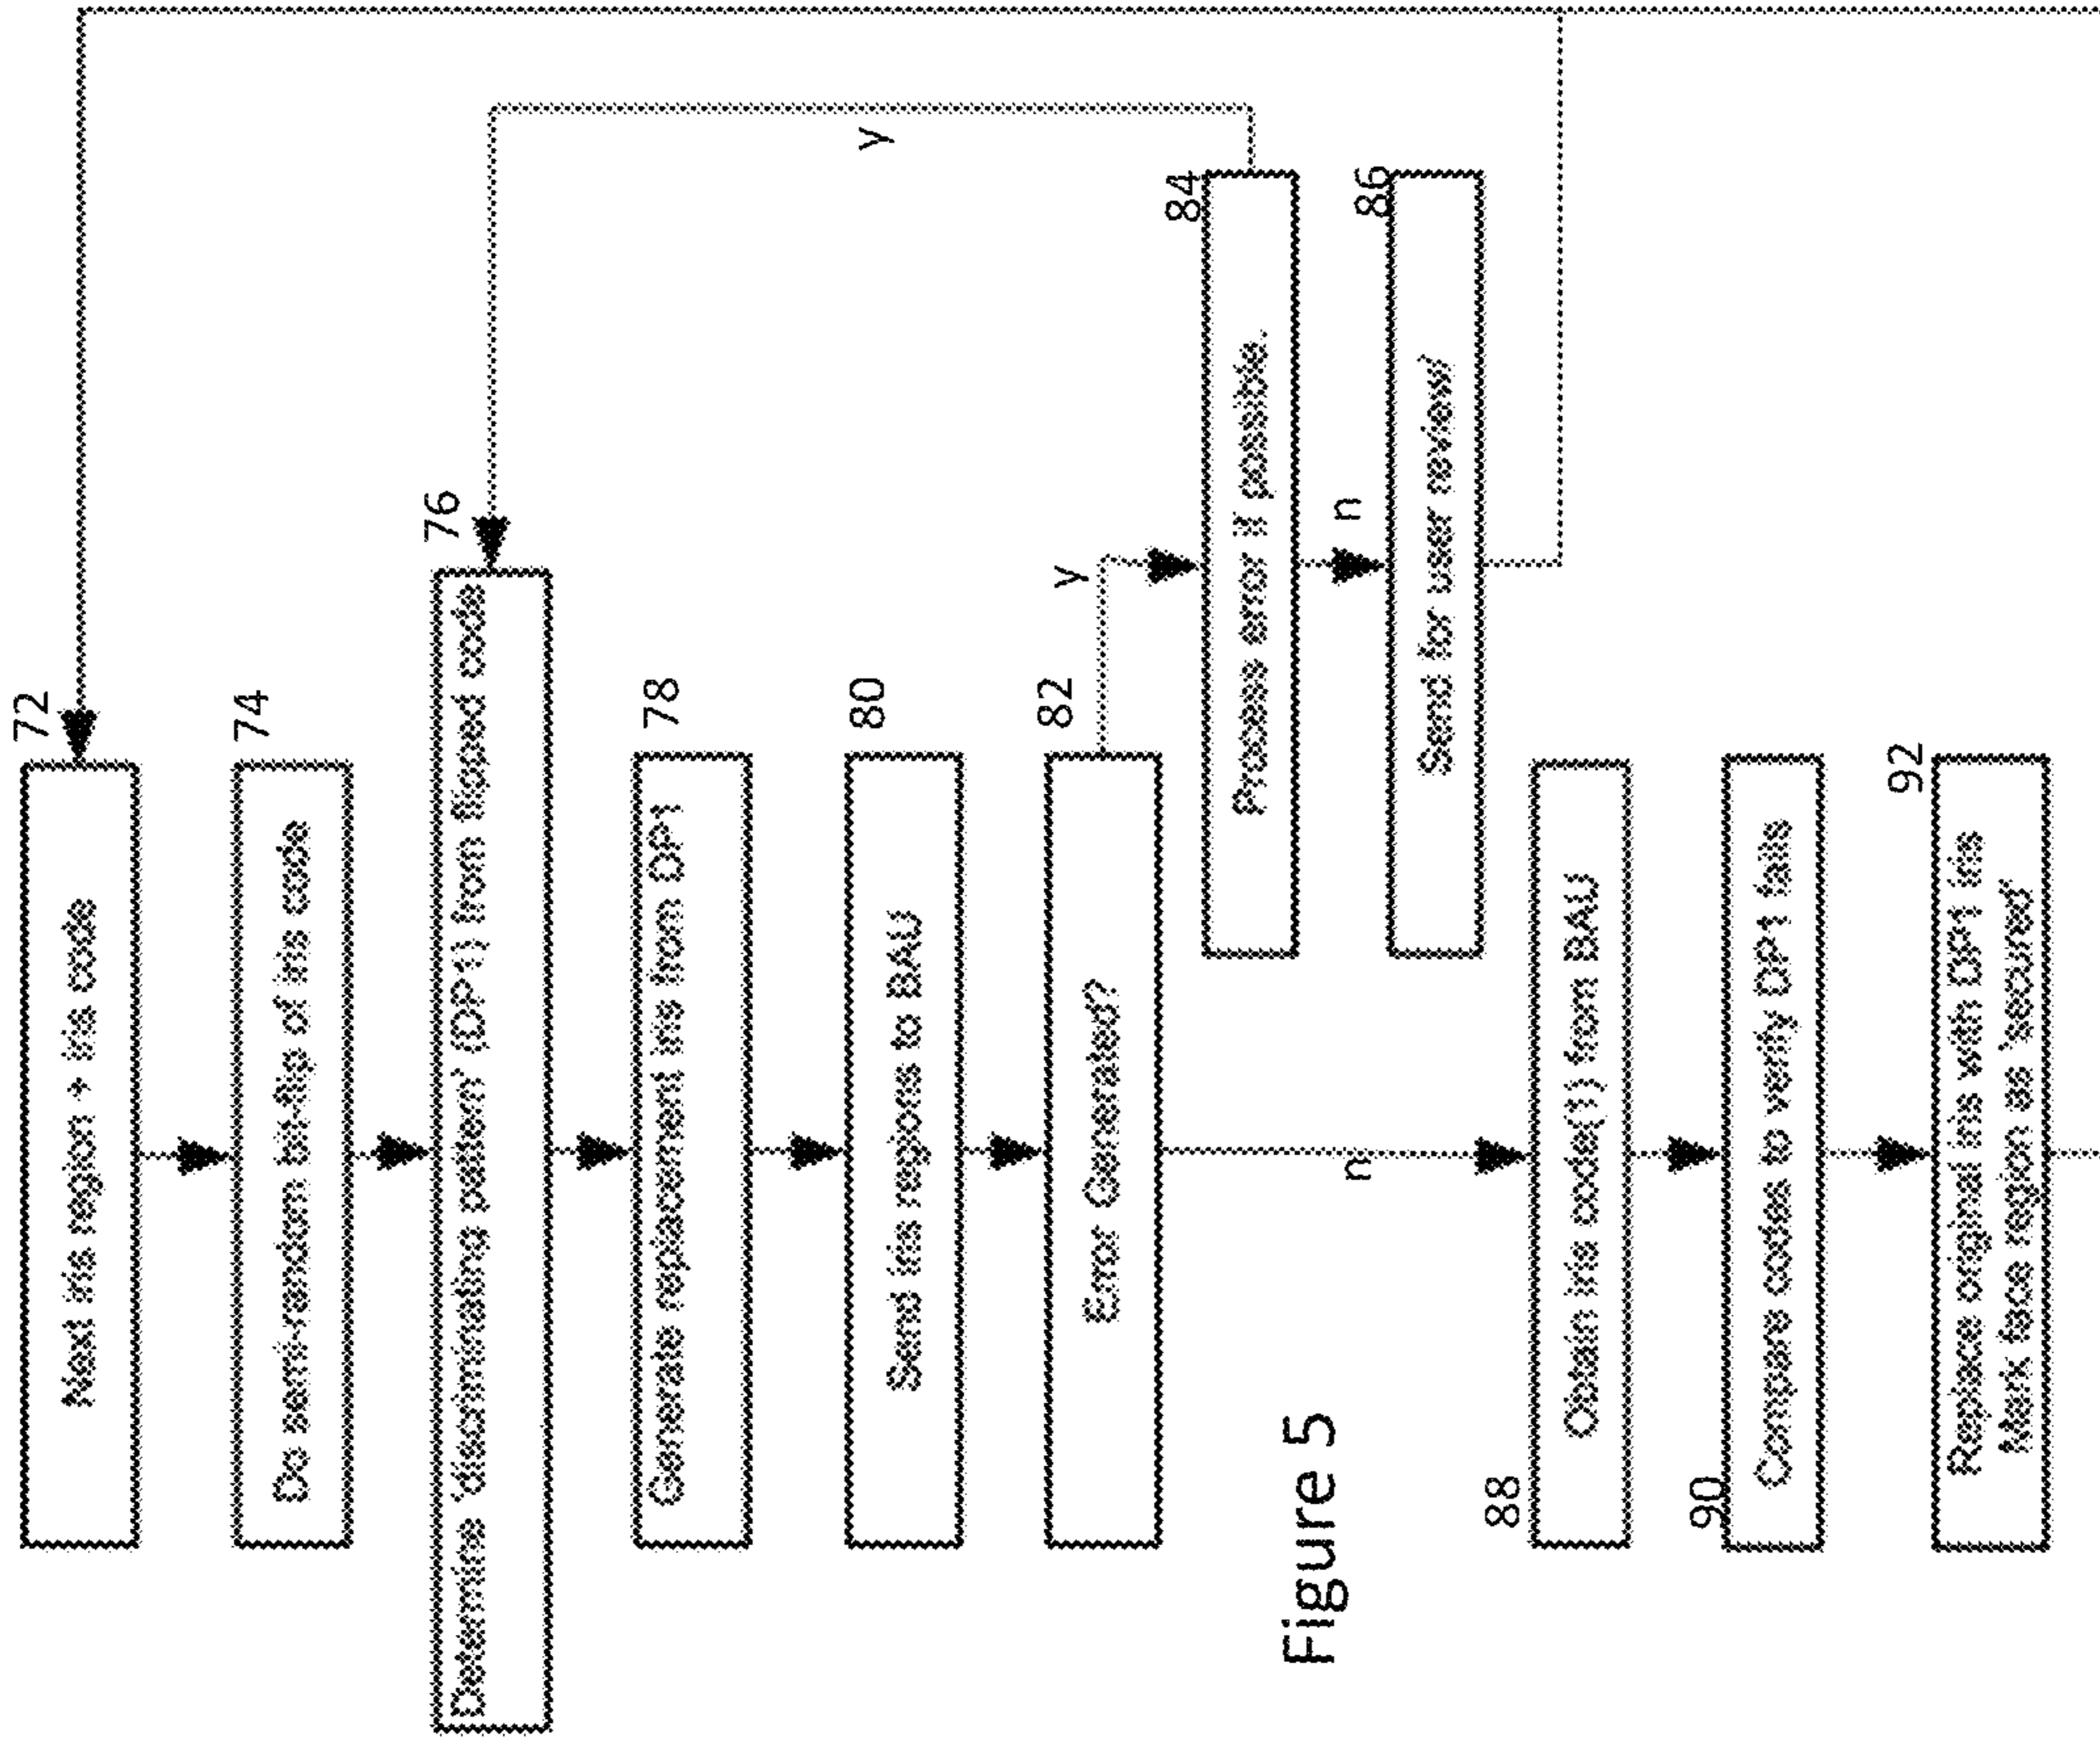 72
Next iris region + iris code
74
Do semi-random bit-flip of iris code
76
Determine 'discriminating pattern' (DP1) from flipped code
78
Generate replacement iris from DP1
80
Send iris regions to BAU
82
Error Generated?
y
84
Process error if possible.
y
n
86
Send for user review/
n
88
Obtain iris code(1) from BAU
90
Compare codes to verify DP1 fails
92
Replace original iris with DP1 iris
Mark face region as 'secured'
Figure 5